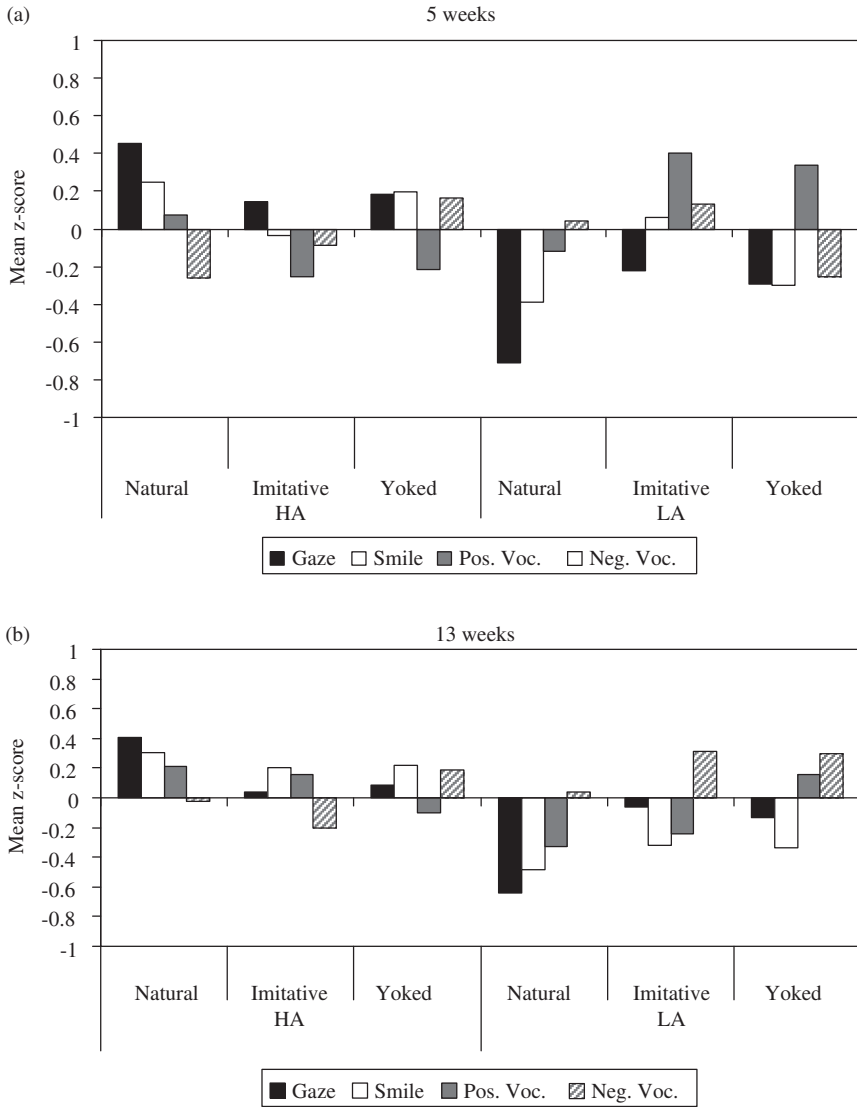 (a)
5 weeks
1
0.8
0.6
0.4
0.2
0
-0.2
-0.4
-0.6
-0.8
-1
Mean z-score
Natural Imitative Yoked Natural Imitative Yoked
HA LA
Gaze Smile Pos. Voc. Neg. Voc.
(b)
13 weeks
1
0.8
0.6
0.4
0.2
0
-0.2
-0.4
-0.6
-0.8
-1
Mean z-score
Natural Imitative Yoked Natural Imitative Yoked
HA LA
Gaze Smile Pos. Voc. Neg. Voc.